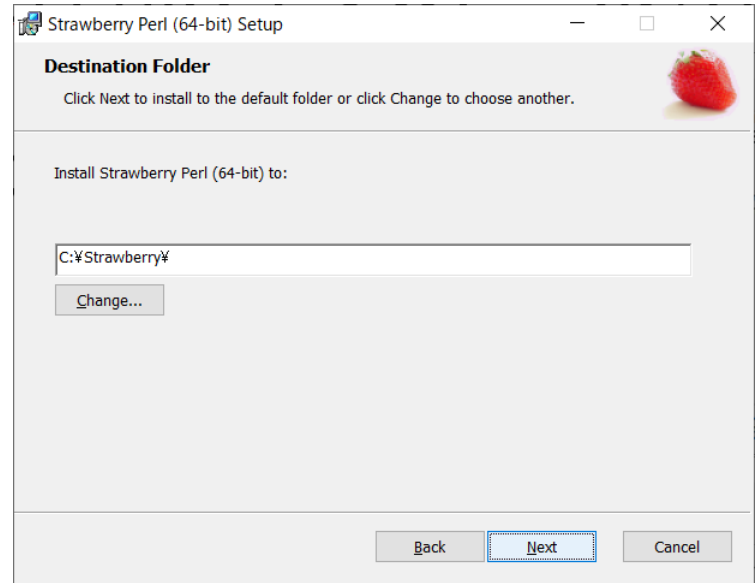 Strawberry Perl (64-bit) Setup
Destination Folder
Click Next to install to the default folder or click Change to choose another.
Install Strawberry Perl (64-bit) to:
C:¥Strawberry¥
Change...
Back Next Cancel